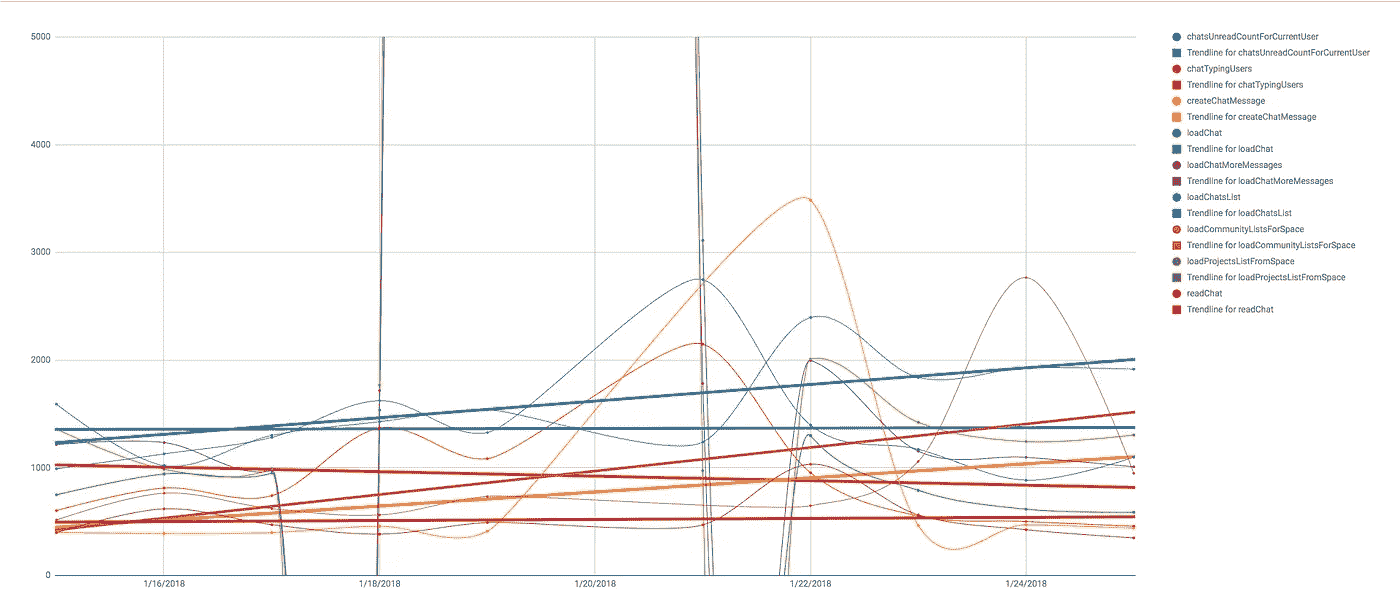 5000
4000
3000
2000
1000
0
1/16/2018
1/18/2018
1/20/2018
1/22/2018
1/24/2018
chatsUnreadCountForCurrentUser
Trendline for chatsUnreadCountForCurrentUser
chatTypingUsers
Trendline for chatTypingUsers
createChatMessage
Trendline for createChatMessage
loadChat
Trendline for loadChat
loadChatMoreMessages
Trendline for loadChatMoreMessages
loadChatsList
Trendline for loadChatsList
loadCommunityListsForSpace
Trendline for loadCommunityListsForSpace
loadProjectsListFromSpace
Trendline for loadProjectsListFromSpace
readChat
Trendline for readChat